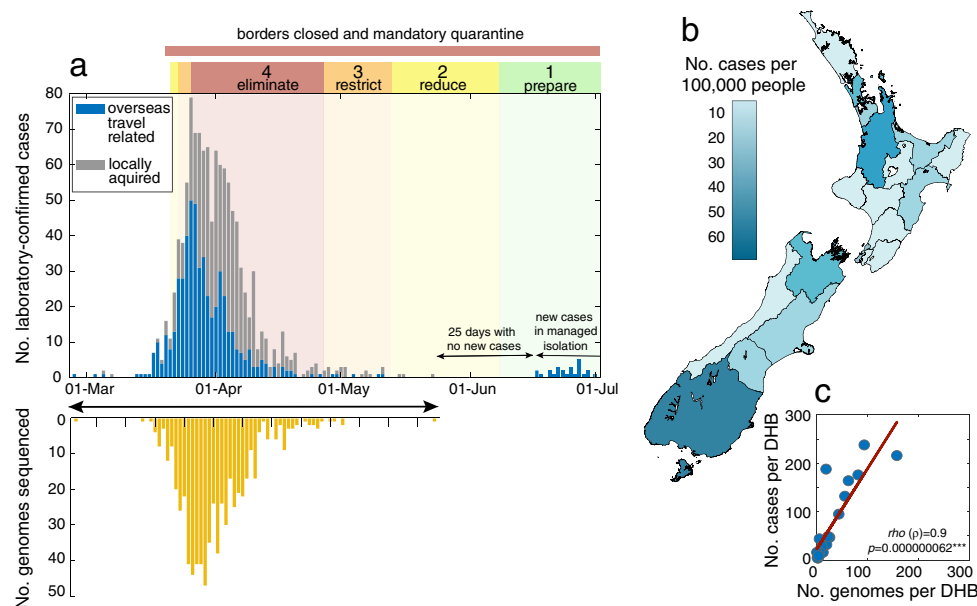 borders closed and mandatory quarantine
a
4
eliminate
3
restrict
2
reduce
1
prepare
No. laboratory-confirmed cases
80
70
60
50
40
30
20
10
0
overseas
travel
related
locally
aquired
25 days with
no new cases
new cases
in managed
isolation
01-Mar
01-Apr
01-May
01-Jun
01-Jul
No. genomes sequenced
0
10
20
30
40
50
b
No. cases per
100,000 people
10
20
30
40
50
60
c
No. cases per DHB
300
200
100
0
rho (ρ)=0.9
p=0.000000062***
0
100
200
300
No. genomes per DHB